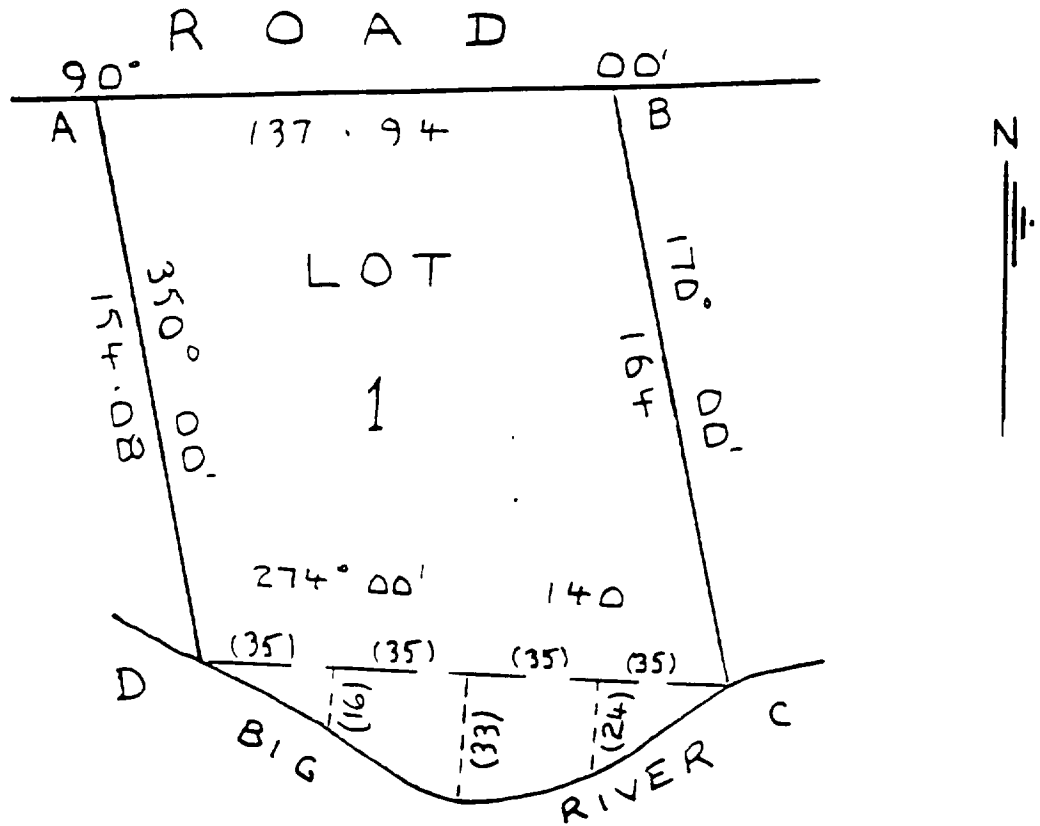 ROAD
90° 00'
A B
137.94
N
LOT
1
350° 00'
154.08
170° 00'
164
274° 00' 140
(35) (35) (35) (35)
(16) (33) (24)
D C
BIG RIVER